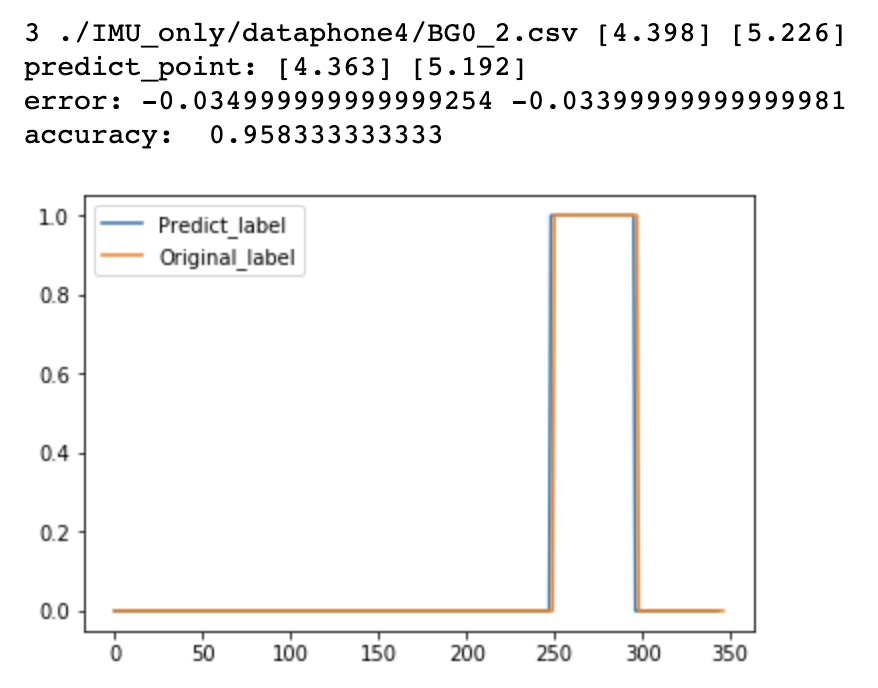 3 ./IMU_only/dataphone4/BG0_2.csv [4.398] [5.226]
predict_point: [4.363] [5.192]
error: -0.034999999999999254 -0.03399999999999981
accuracy:  0.958333333333
Predict_label
Original_label
1.0
0.8
0.6
0.4
0.2
0.0
0 50 100 150 200 250 300 350